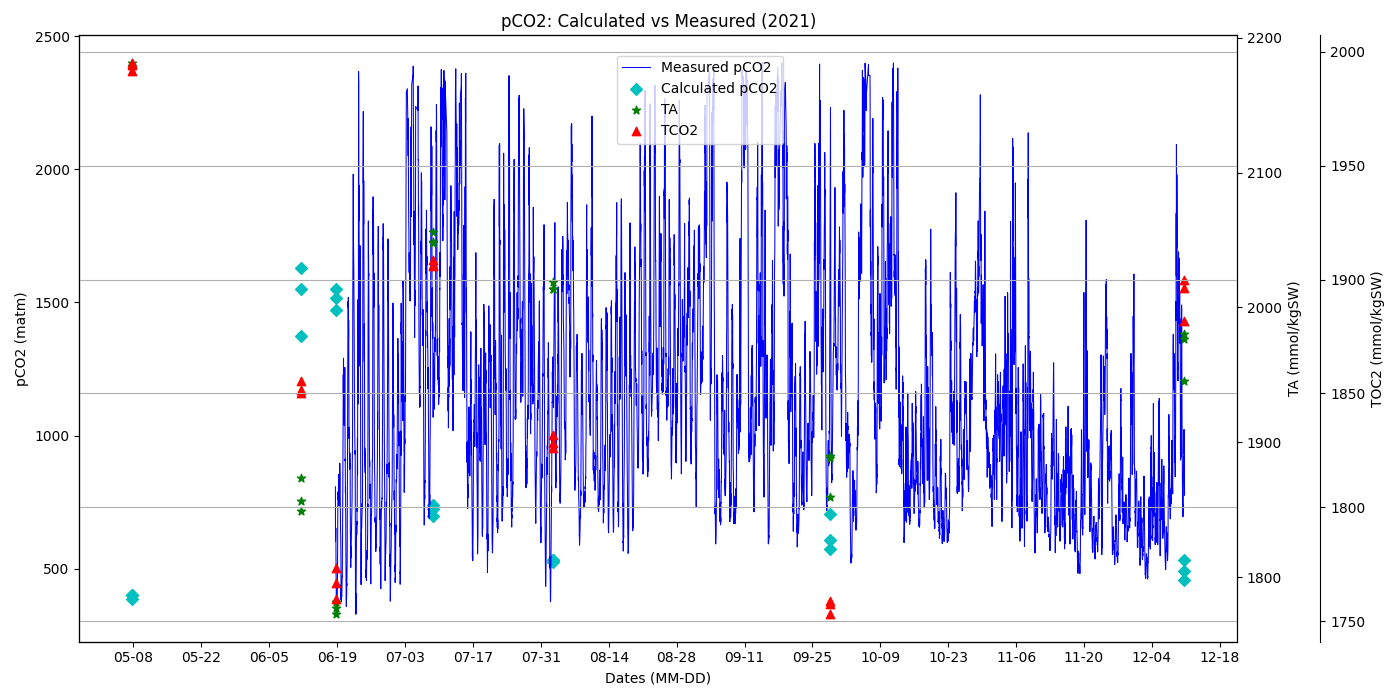 pCO2: Calculated vs Measured (2021)
2500
2000
1500
1000
500
pCO2 (matm)
Measured pCO2
Calculated pCO2
TA
TCO2
2200
2100
2000
1900
1800
TA (mmol/kgSW)
2000
1950
1900
1850
1800
1750
TOC2 (mmol/kgSW)
05-08 05-22 06-05 06-19 07-03 07-17 07-31 08-14 08-28 09-11 09-25 10-09 10-23 11-06 11-20 12-04 12-18
Dates (MM-DD)